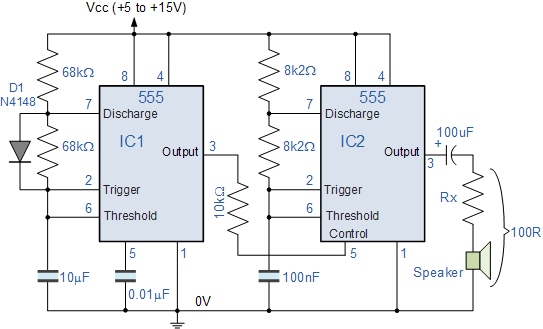 Vcc (+5 to +15V)
68kΩ
8
4
8k2Ω
8
4
D1
N4148
555
555
7
Discharge
7
Discharge
IC1
IC2
100uF
68kΩ
Output
3
8k2Ω
Output
+
3
2
Trigger
10kΩ
2
Trigger
Rx
6
Threshold
6
Threshold
Control
100R
5
1
5
1
10µF
0.01µF
100nF
Speaker
0V